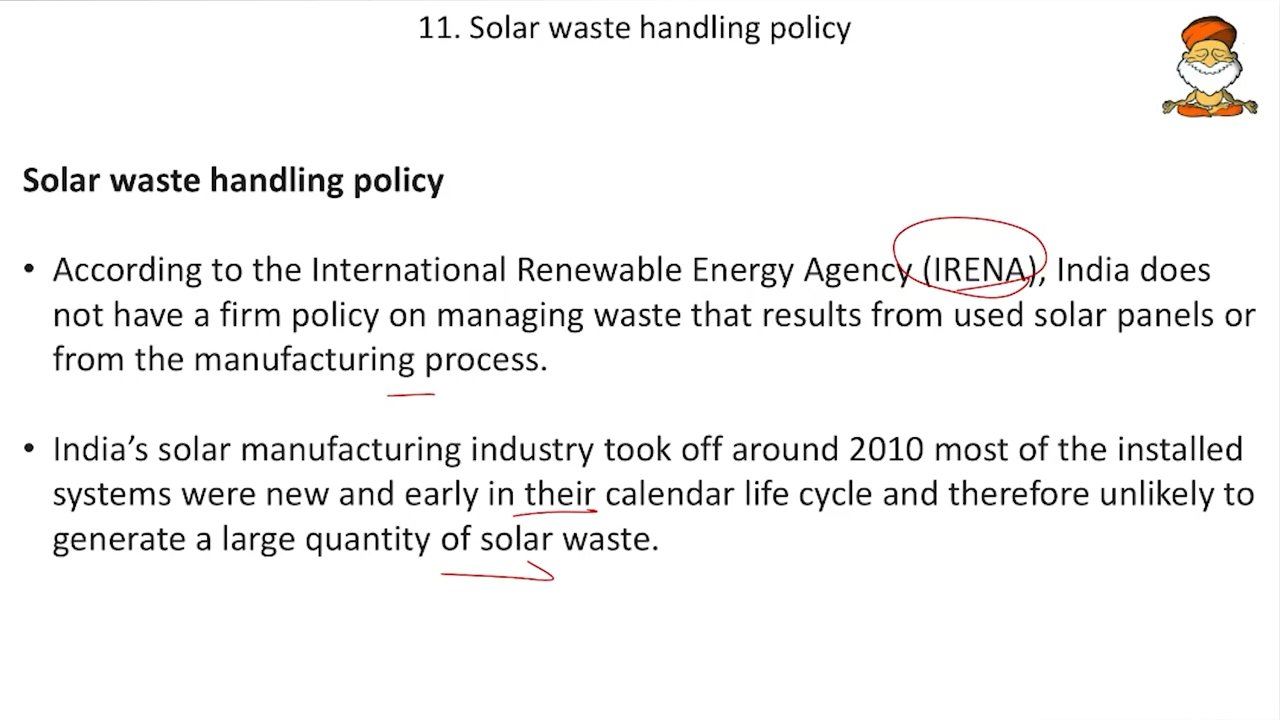 11. Solar waste handling policy
Solar waste handling policy
• According to the International Renewable Energy Agency (IRENA), India does
not have a firm policy on managing waste that results from used solar panels or
from the manufacturing process.
• India’s solar manufacturing industry took off around 2010 most of the installed
systems were new and early in their calendar life cycle and therefore unlikely to
generate a large quantity of solar waste.